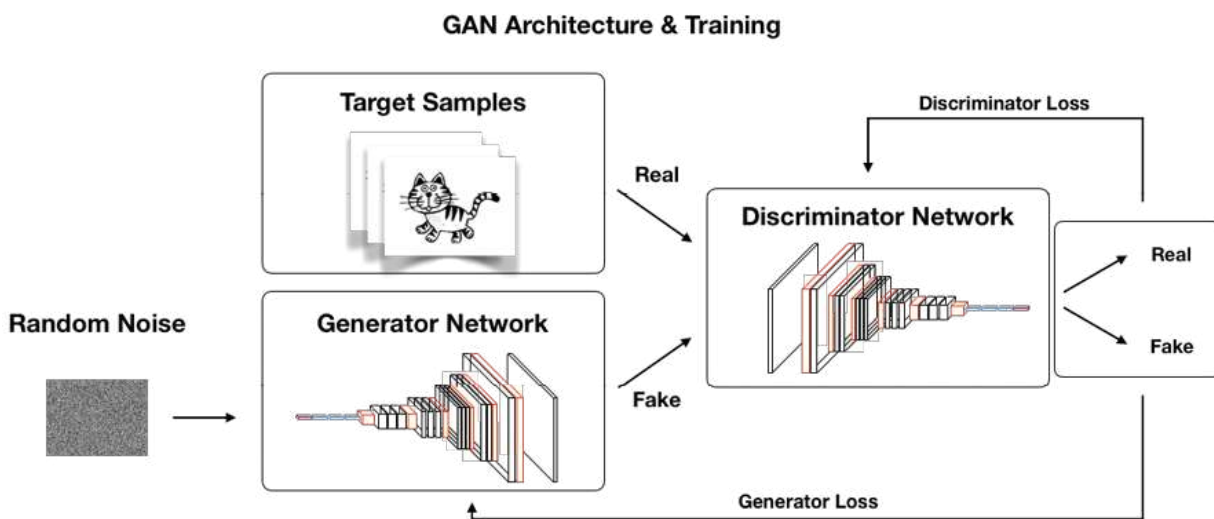 GAN Architecture & Training
Target Samples
Discriminator Loss
Real
Discriminator Network
Real
Random Noise
Generator Network
Fake
Fake
Generator Loss